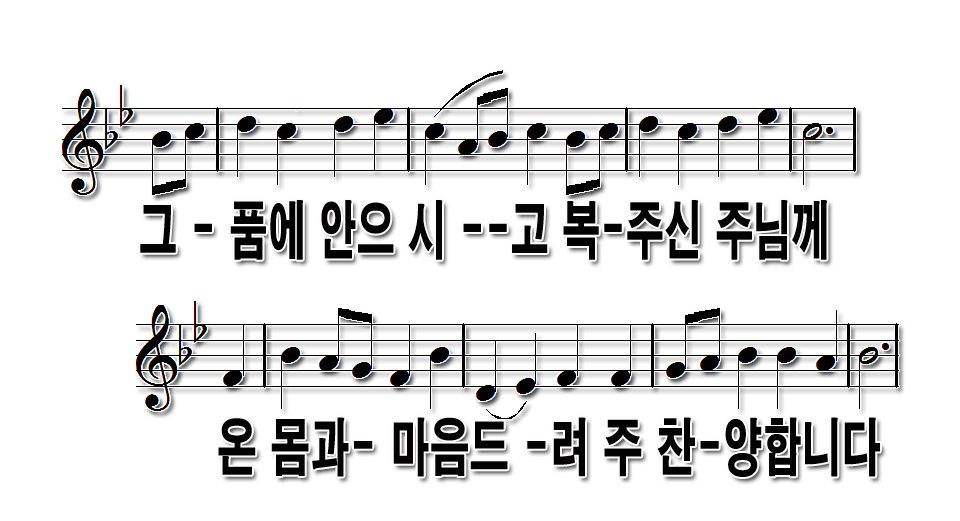 그 - 품에 안으 시 --고 복-주신 주님께
온 몸과- 마음드 -려 주 찬-양합니다